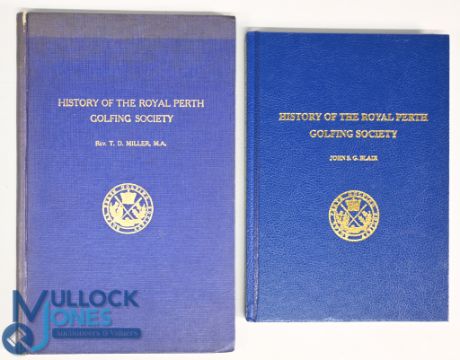 HISTORY OF THE ROYAL PERTH
GOLFING SOCIETY
REV. T. D. MILLER, M.A.
HISTORY OF THE ROYAL PERTH
GOLFING SOCIETY
JOHN S. G. BLAIR
MULLOCK
JONES
Auctioneers & Valuers